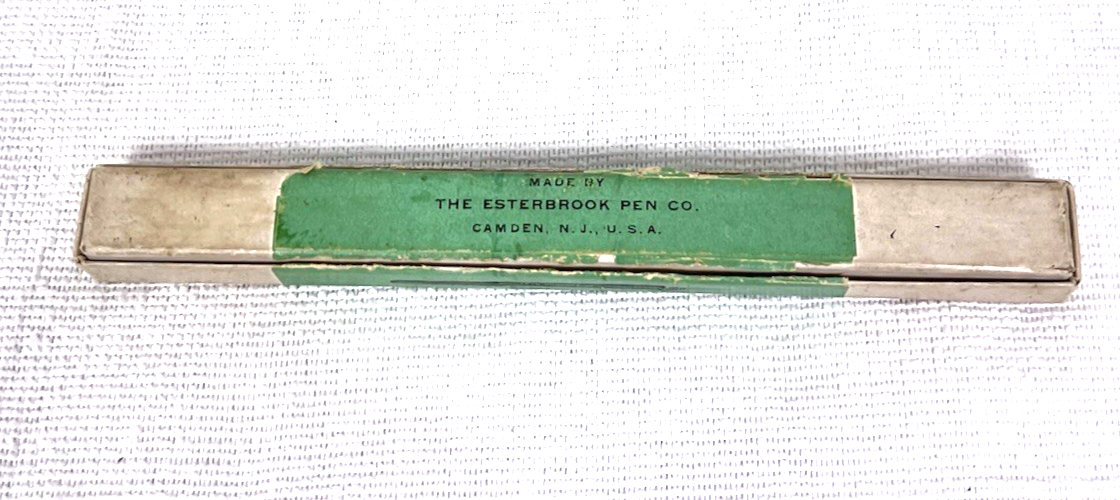 MADE BY
THE ESTERBROOK PEN CO.
CAMDEN, N.J., U.S.A.